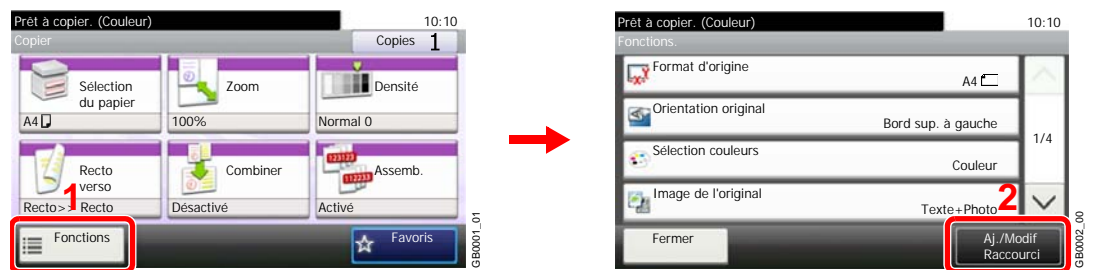 Prêt à copier. (Couleur)
10:10
Copier
Copies 1
Sélection
du papier
A4
Zoom
100%
Densité
Normal 0
Recto
verso
Recto>> Recto
Combiner
Désactivé
Assemb.
Activé
1
Fonctions
Favoris
GB0001_01
Prêt à copier. (Couleur)
10:10
Fonctions.
Format d'origine
A4
Orientation original
Bord sup. à gauche
1/4
Sélection couleurs
Couleur
Image de l'original
Texte+Photo
2
Fermer
Aj./Modif
Raccourci
GB0002_00
123123
112233